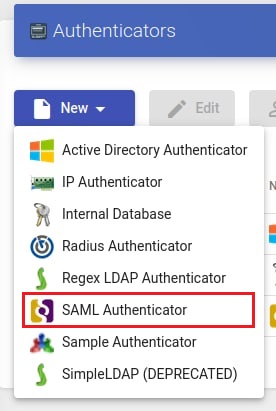 Authenticators
New
Edit
Active Directory Authenticator
IP Authenticator
Internal Database
Radius Authenticator
Regex LDAP Authenticator
SAML Authenticator
Sample Authenticator
SimpleLDAP (DEPRECATED)